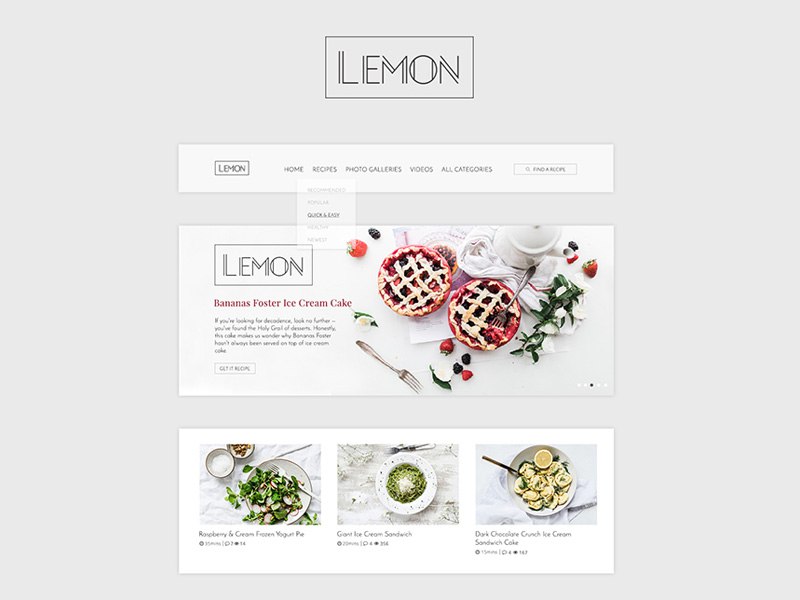 LEMON
LEMON
HOME RECIPES PHOTO GALLERIES VIDEOS ALL CATEGORIES
FIND A RECIPE
RECOMMENDED
POPULAR
QUICK & EASY
HEALTHY
NEWEST
LEMON
Bananas Foster Ice Cream Cake
If you're looking for decadence, look no further –
you've found the Holy Grail of desserts. Honestly,
this cake makes us wonder why Bananas Foster
hasn't always been served on top of ice cream
cake.
GET IT RECIPE
Raspberry & Cream Frozen Yogurt Pie
35mins | 7 14
Giant Ice Cream Sandwich
20mins | 4 356
Dark Chocolate Crunch Ice Cream
Sandwich Cake
15mins | 4 167